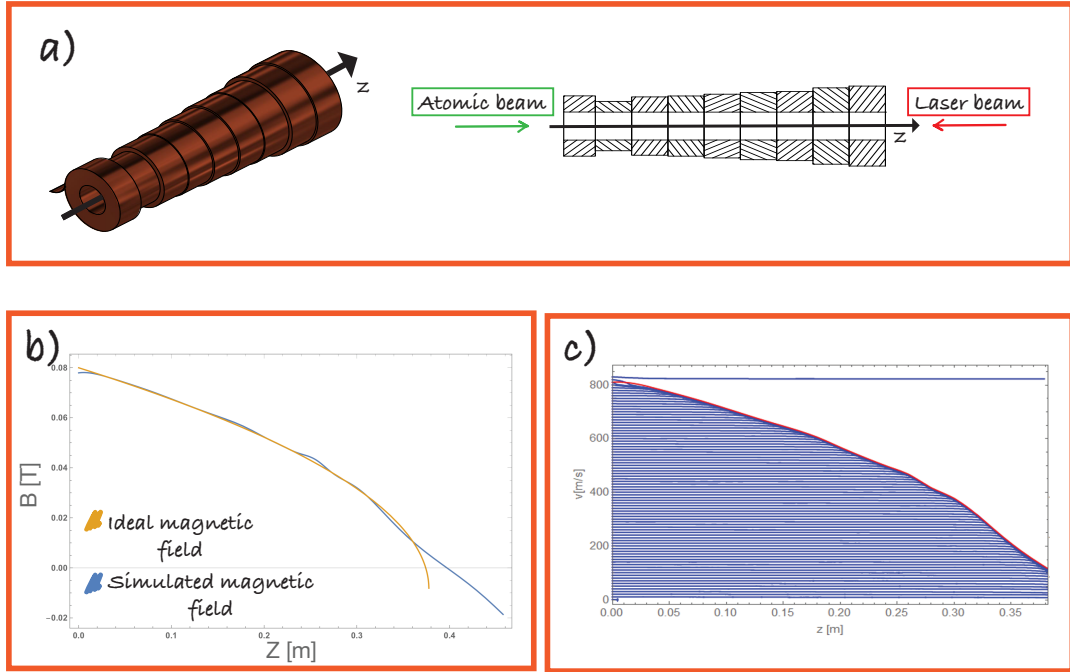 a)
Z
Atomic beam
Laser beam
Z
b)
0.08
0.06
0.04
0.02
0.00
−0.02
B [T]
Ideal magnetic
field
Simulated magnetic
field
0.0
0.1
0.2
0.3
0.4
Z [m]
c)
800
600
400
200
0
v[m/s]
0.00
0.05
0.10
0.15
0.20
0.25
0.30
0.35
z [m]